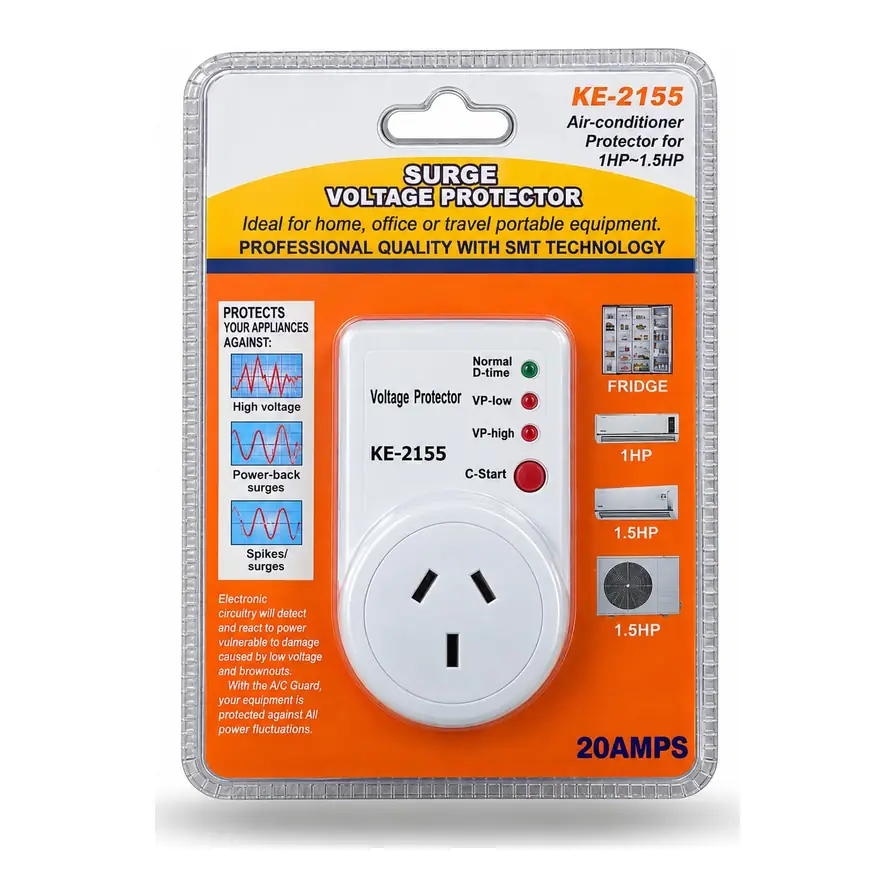 KE-2155
Air-conditioner
Protector for
1HP~1.5HP
SURGE
VOLTAGE PROTECTOR
Ideal for home, office or travel portable equipment.
PROFESSIONAL QUALITY WITH SMT TECHNOLOGY
PROTECTS
YOUR APPLIANCES
AGAINST:
High voltage
Power-back
surges
Spikes/
surges
Electronic
circuitry will detect
and react to power
vulnerable to damage
caused by low voltage
and brownouts.
With the A/C Guard,
your equipment is
protected against All
power fluctuations.
Normal
D-time
Voltage Protector
VP-low
VP-high
KE-2155
C-Start
FRIDGE
1HP
1.5HP
1.5HP
20AMPS